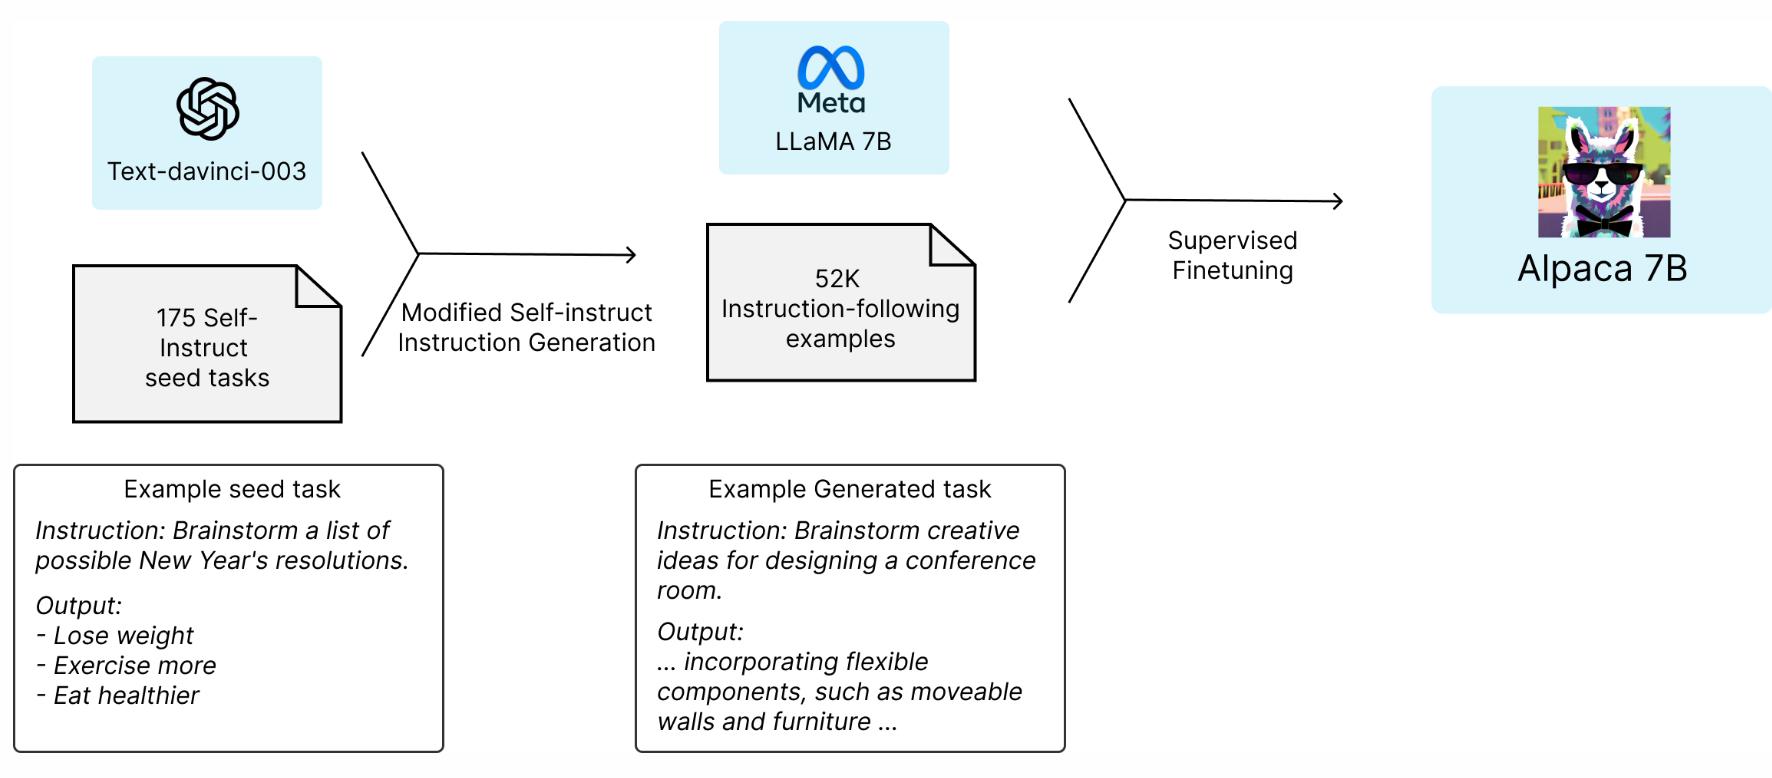 Text-davinci-003
175 Self-
Instruct
seed tasks
Modified Self-instruct
Instruction Generation
Meta
LLaMA 7B
52K
Instruction-following
examples
Supervised
Finetuning
Alpaca 7B
Example seed task
Instruction: Brainstorm a list of
possible New Year's resolutions.
Output:
- Lose weight
- Exercise more
- Eat healthier
Example Generated task
Instruction: Brainstorm creative
ideas for designing a conference
room.
Output:
... incorporating flexible
components, such as moveable
walls and furniture ...